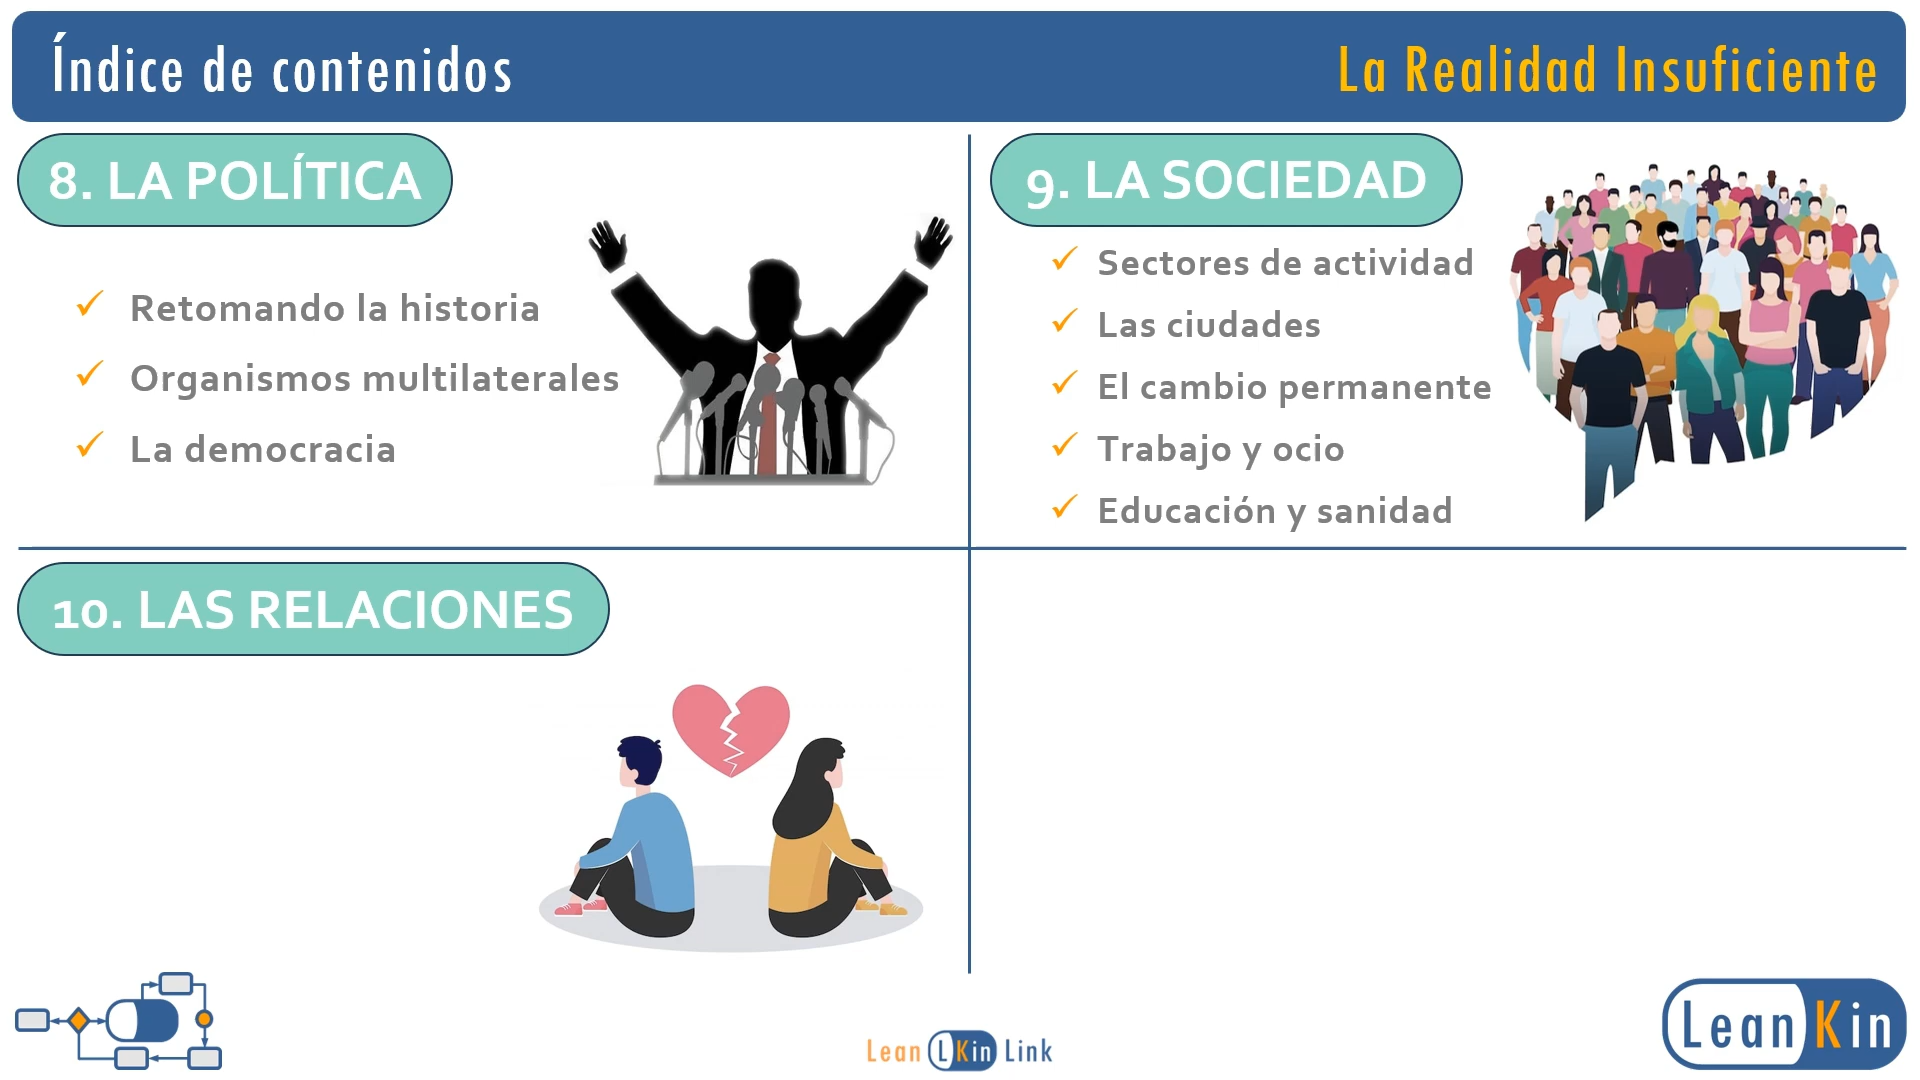 Índice de contenidos
La Realidad Insuficiente
8. LA POLÍTICA
Retomando la historia
Organismos multilaterales
La democracia
9. LA SOCIEDAD
Sectores de actividad
Las ciudades
El cambio permanente
Trabajo y ocio
Educación y sanidad
10. LAS RELACIONES
Lean LKin Link
Lean Kin